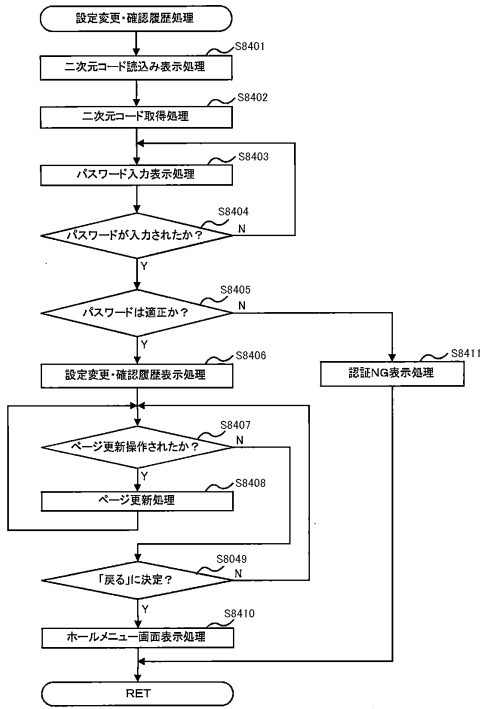 設定変更・確認履歴処理
S8401
二次元コード読込み表示処理
S8402
二次元コード取得処理
S8403
パスワード入力表示処理
S8404
パスワードが入力されたか？
N
Y
S8405
パスワードは適正か？
N
Y
S8406
設定変更・確認履歴表示処理
S8411
認証NG表示処理
S8407
ページ更新操作されたか？
N
Y
S8408
ページ更新処理
S8049
「戻る」に決定？
N
Y
S8410
ホールメニュー画面表示処理
RET